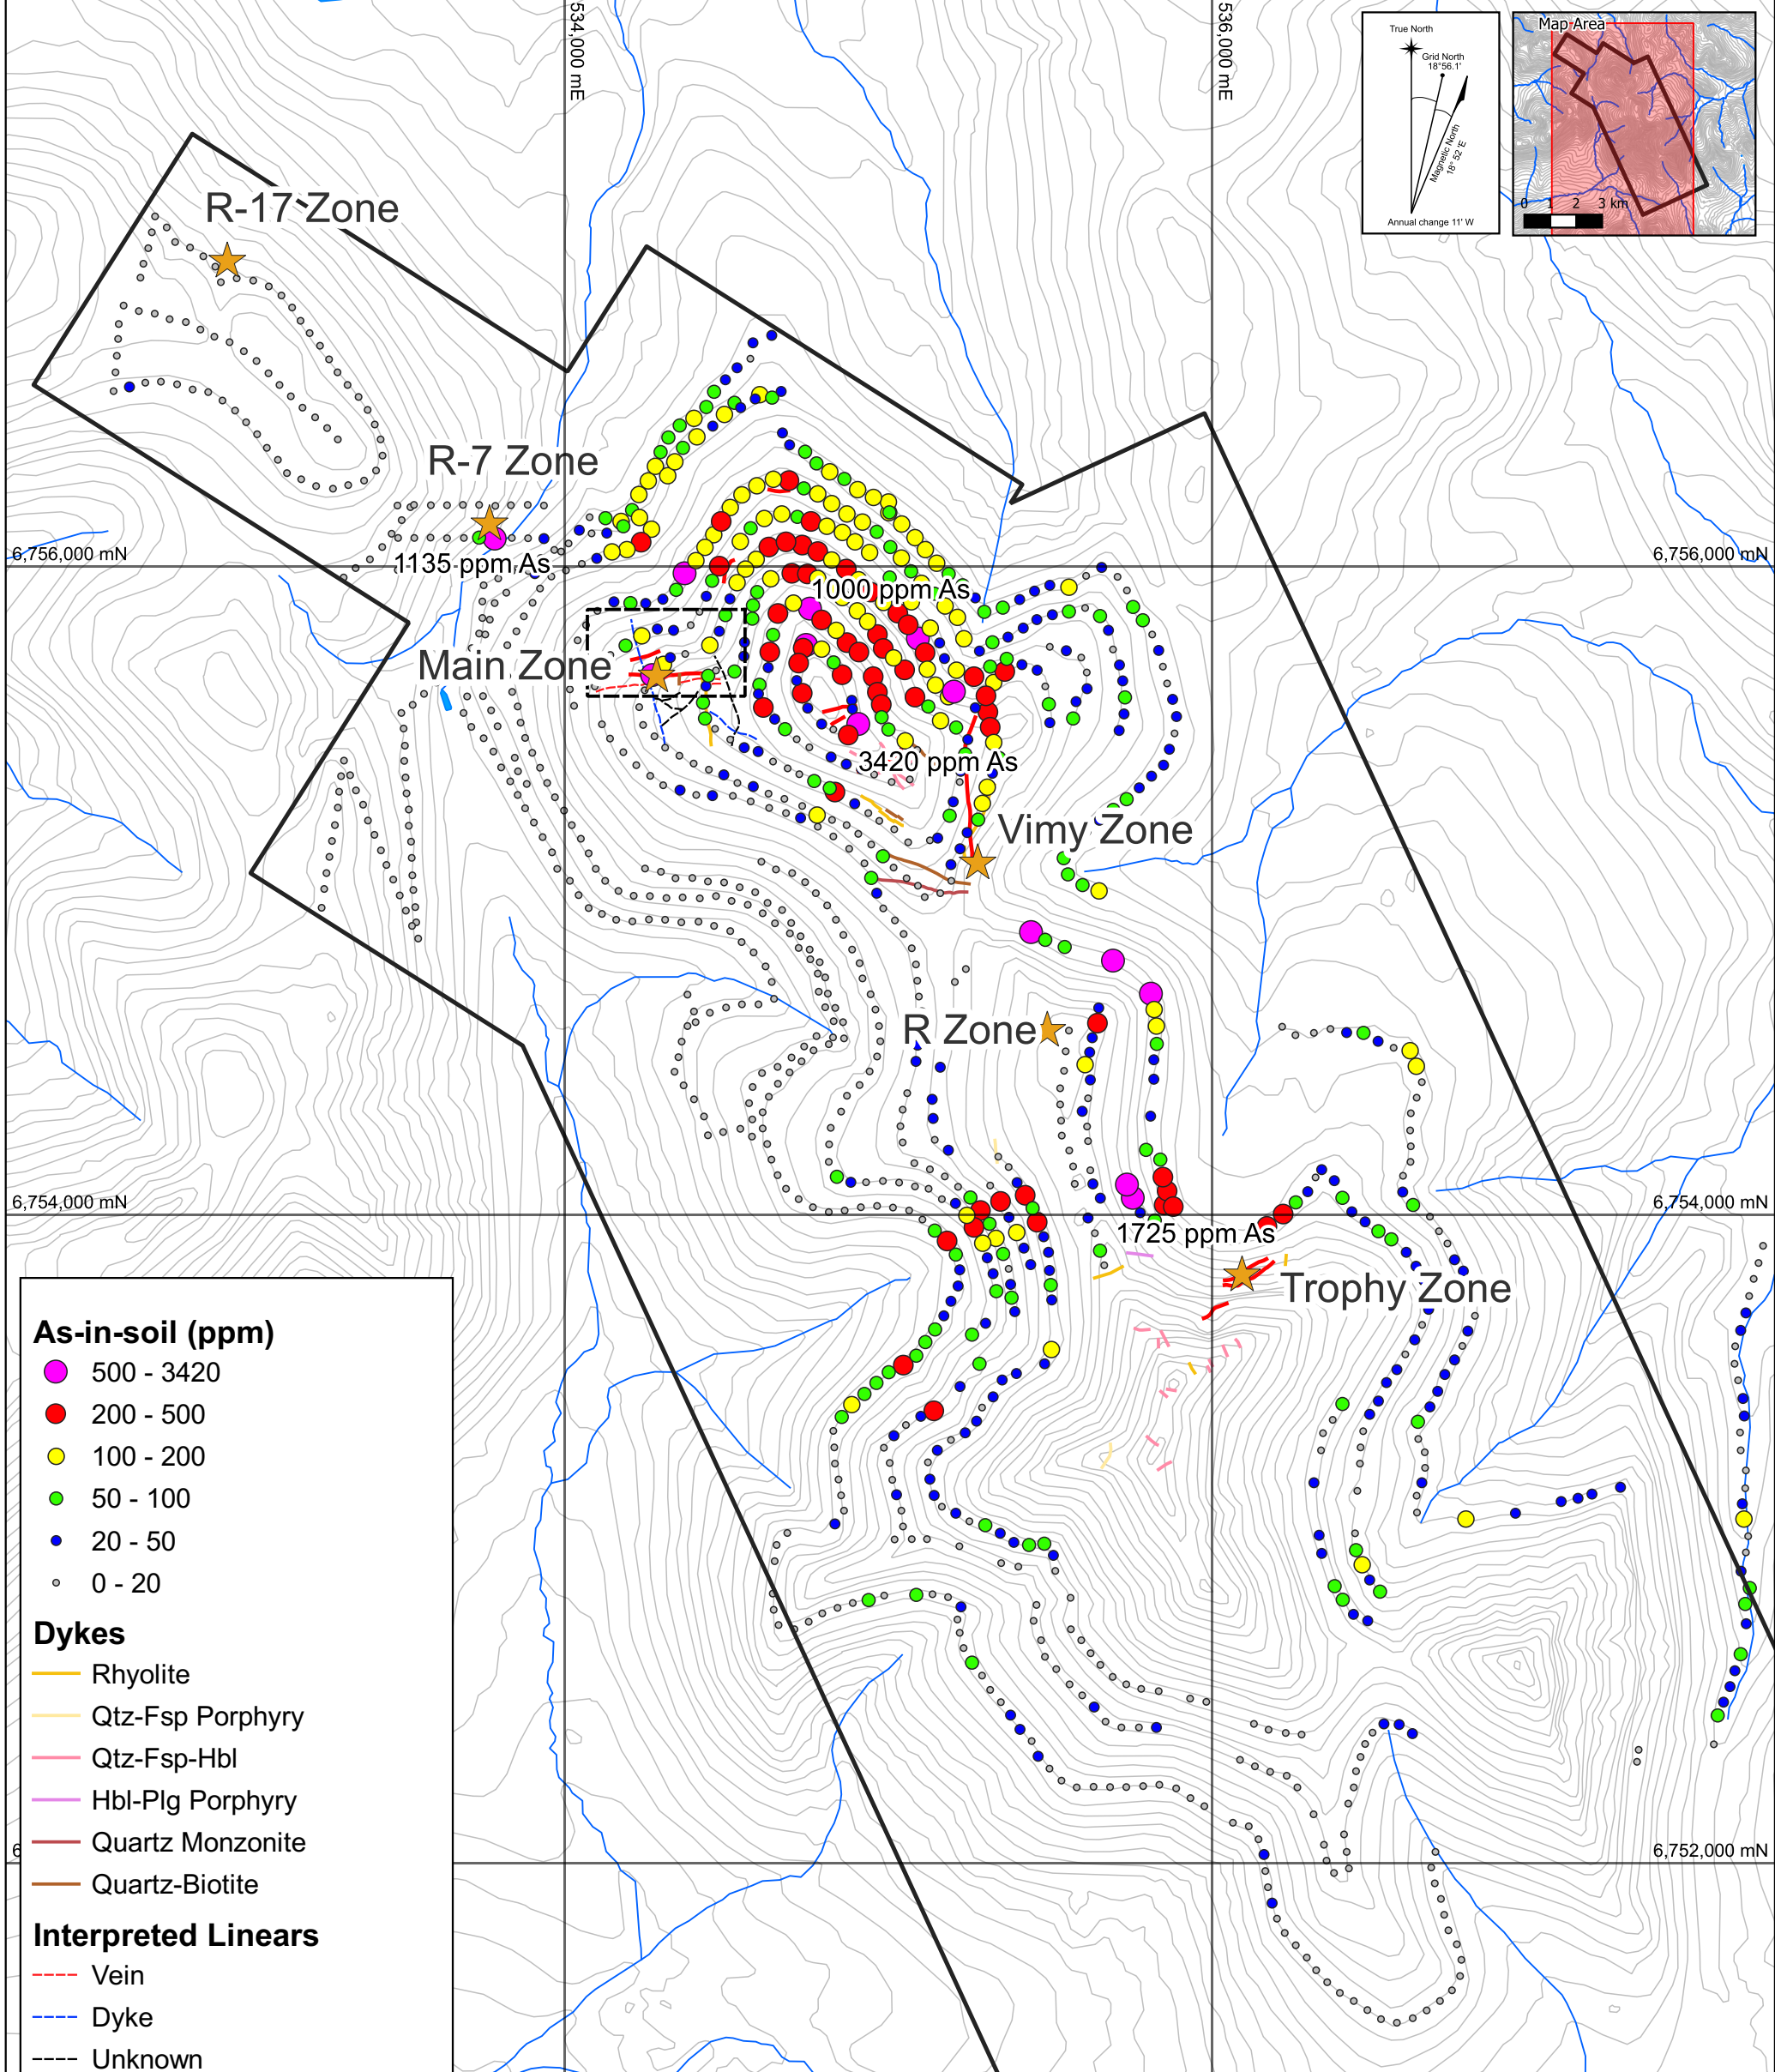 534,000 mE
536,000 mE
True North
Grid North
18°56.1'
Magnetic North
18° 52 'E
Annual change 11' W
Map Area
0 1 2 3 km
R-17 Zone
R-7 Zone
6,756,000 mN
6,756,000 mN
1135 ppm As
1000 ppm As
Main Zone
3420 ppm As
Vimy Zone
R Zone
6,754,000 mN
6,754,000 mN
1725 ppm As
Trophy Zone
As-in-soil (ppm)
500 - 3420
200 - 500
100 - 200
50 - 100
20 - 50
0 - 20
Dykes
Rhyolite
Qtz-Fsp Porphyry
Qtz-Fsp-Hbl
Hbl-Plg Porphyry
Quartz Monzonite
6
6,752,000 mN
Quartz-Biotite
Interpreted Linears
Vein
Dyke
Unknown